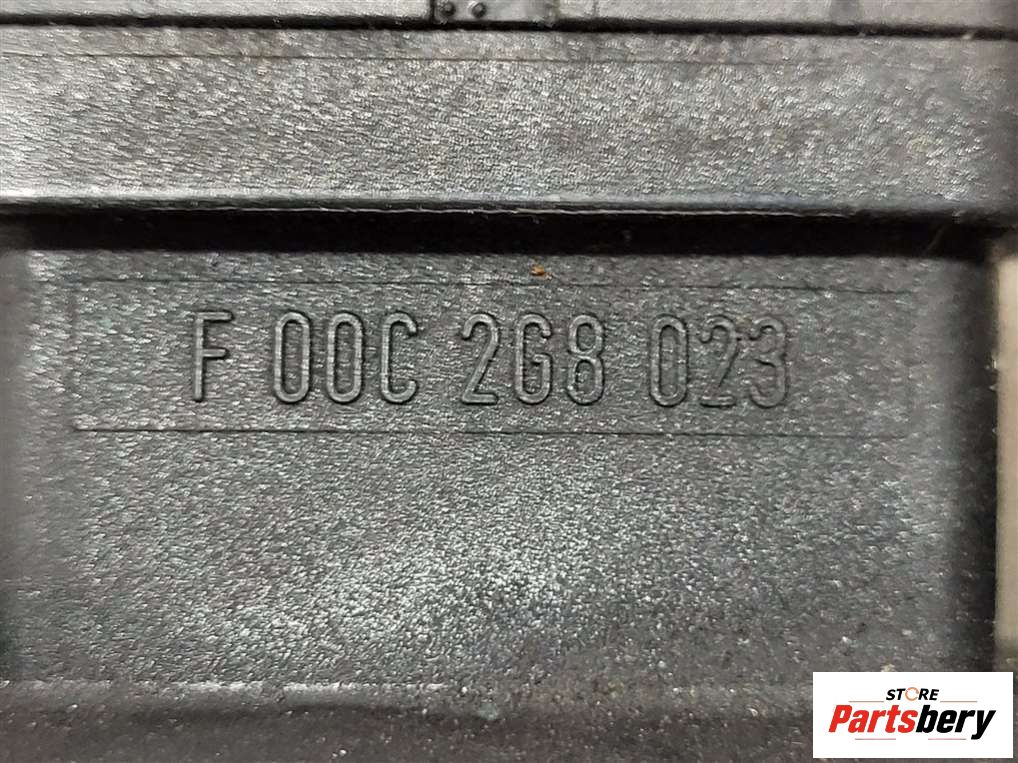 F 00C 2G8 023
STORE
Partsbery